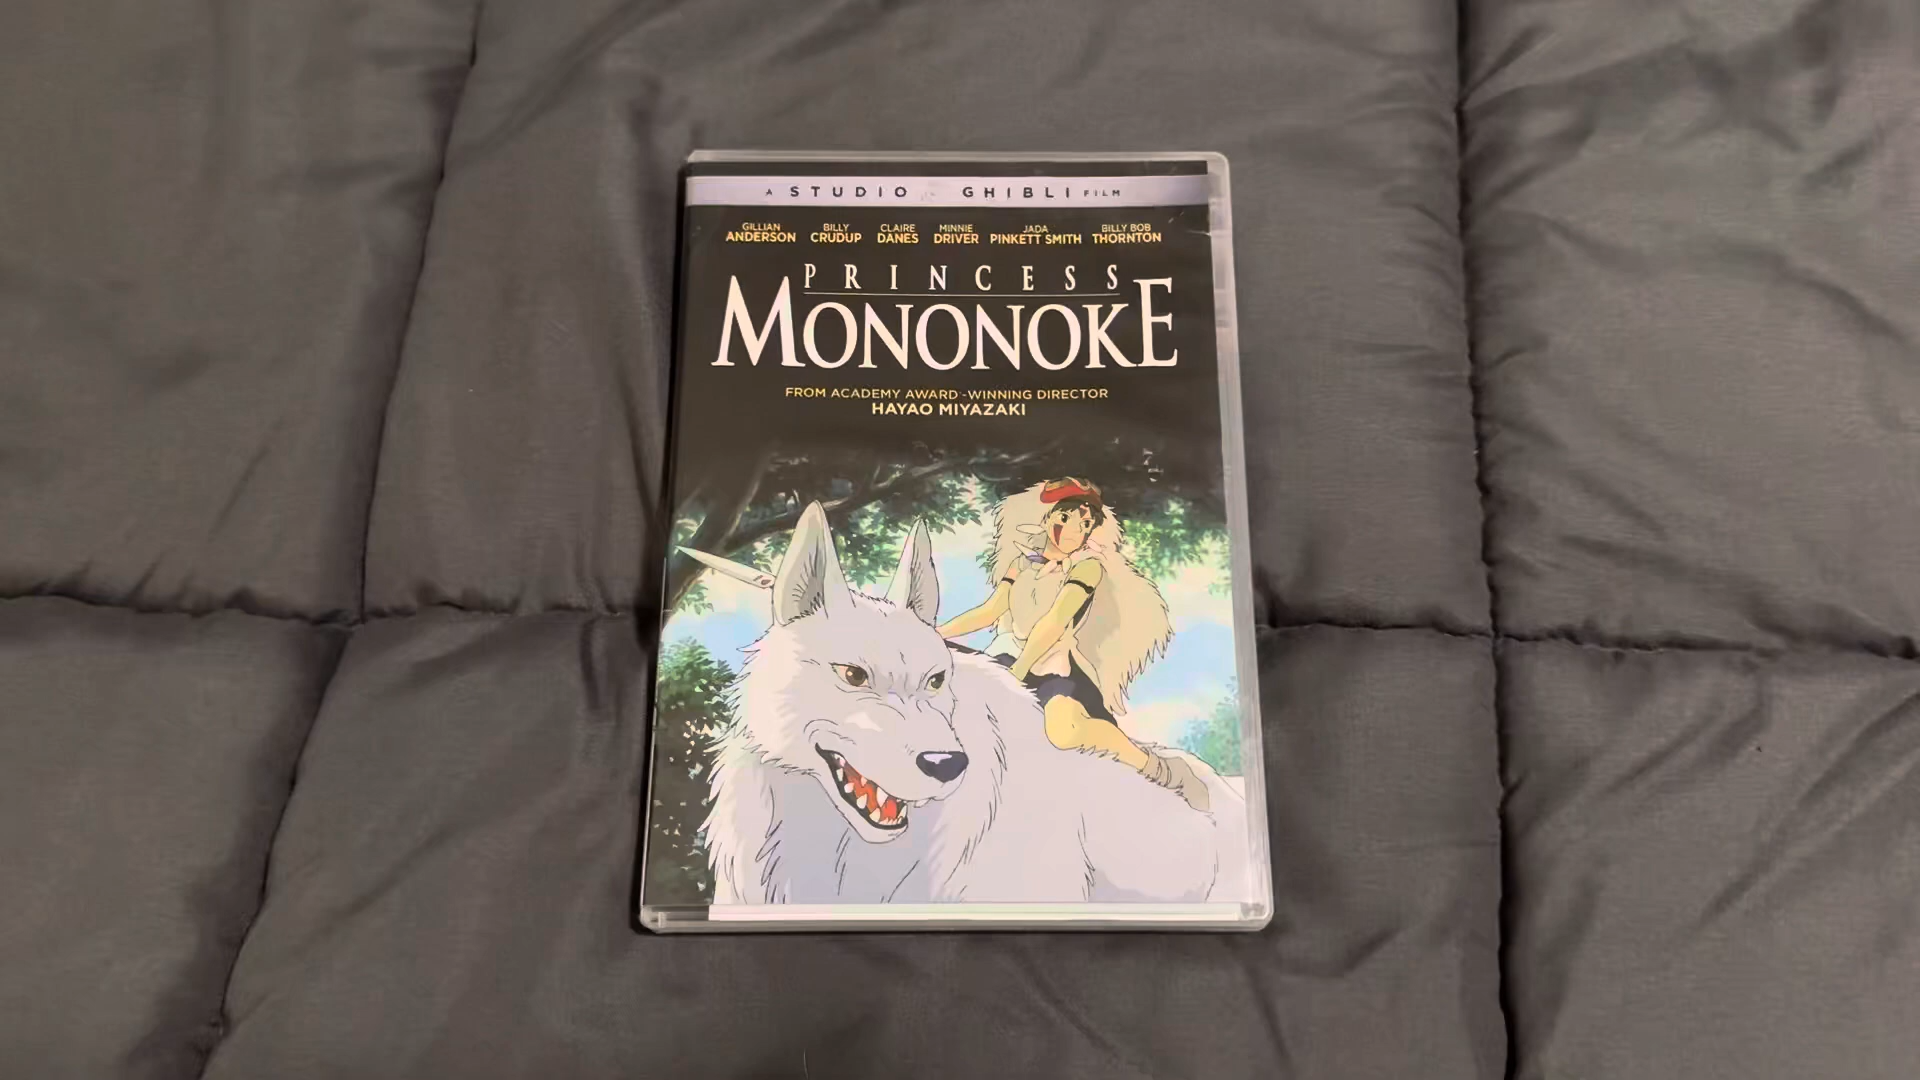 A STUDIO GHIBLI FILM
GILLIAN ANDERSON BILLY CRUDUP CLAIRE DANES MINNIE DRIVER JADA PINKETT SMITH BILLY BOB THORNTON
PRINCESS
MONONOKE
FROM ACADEMY AWARD-WINNING DIRECTOR
HAYAO MIYAZAKI